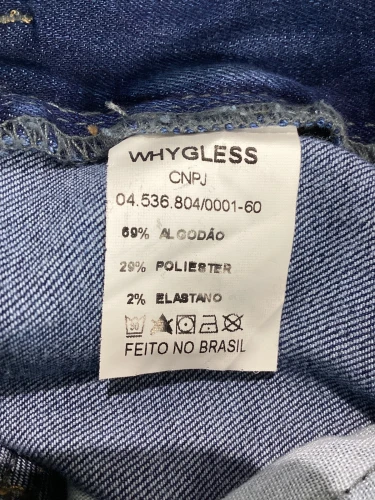 WHYGLESS
CNPJ
04.536.804/0001-60
69% ALGODÃO
29% POLIESTER
2% ELASTANO
FEITO NO BRASIL